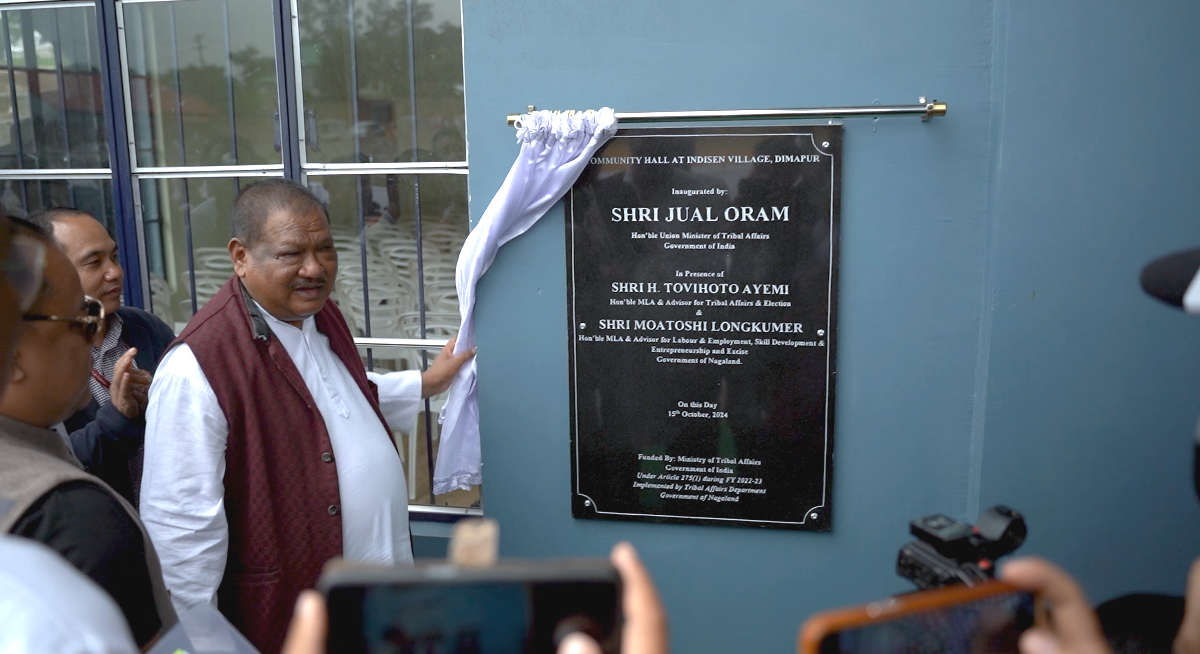 OMMUNITY HALL AT INDISEN VILLAGE, DIMAPUR
Inaugurated by:
SHRI JUAL ORAM
Hon'ble Union Minister of Tribal Affairs
Government of India
In Presence of
SHRI H. TOVIHOTO AYEMI
Hon'ble MLA & Advisor for Tribal Affairs & Election
&
SHRI MOATOSHI LONGKUMER
Hon'ble MLA & Advisor for Labour & Employment, Skill Development &
Entrepreneurship and Excise
Government of Nagaland.
On this Day
15th October, 2024
Funded By: Ministry of Tribal Affairs
Government of India
Under Article 275(1) during FY 2022-23
Implemented by Tribal Affairs Department
Government of Nagaland